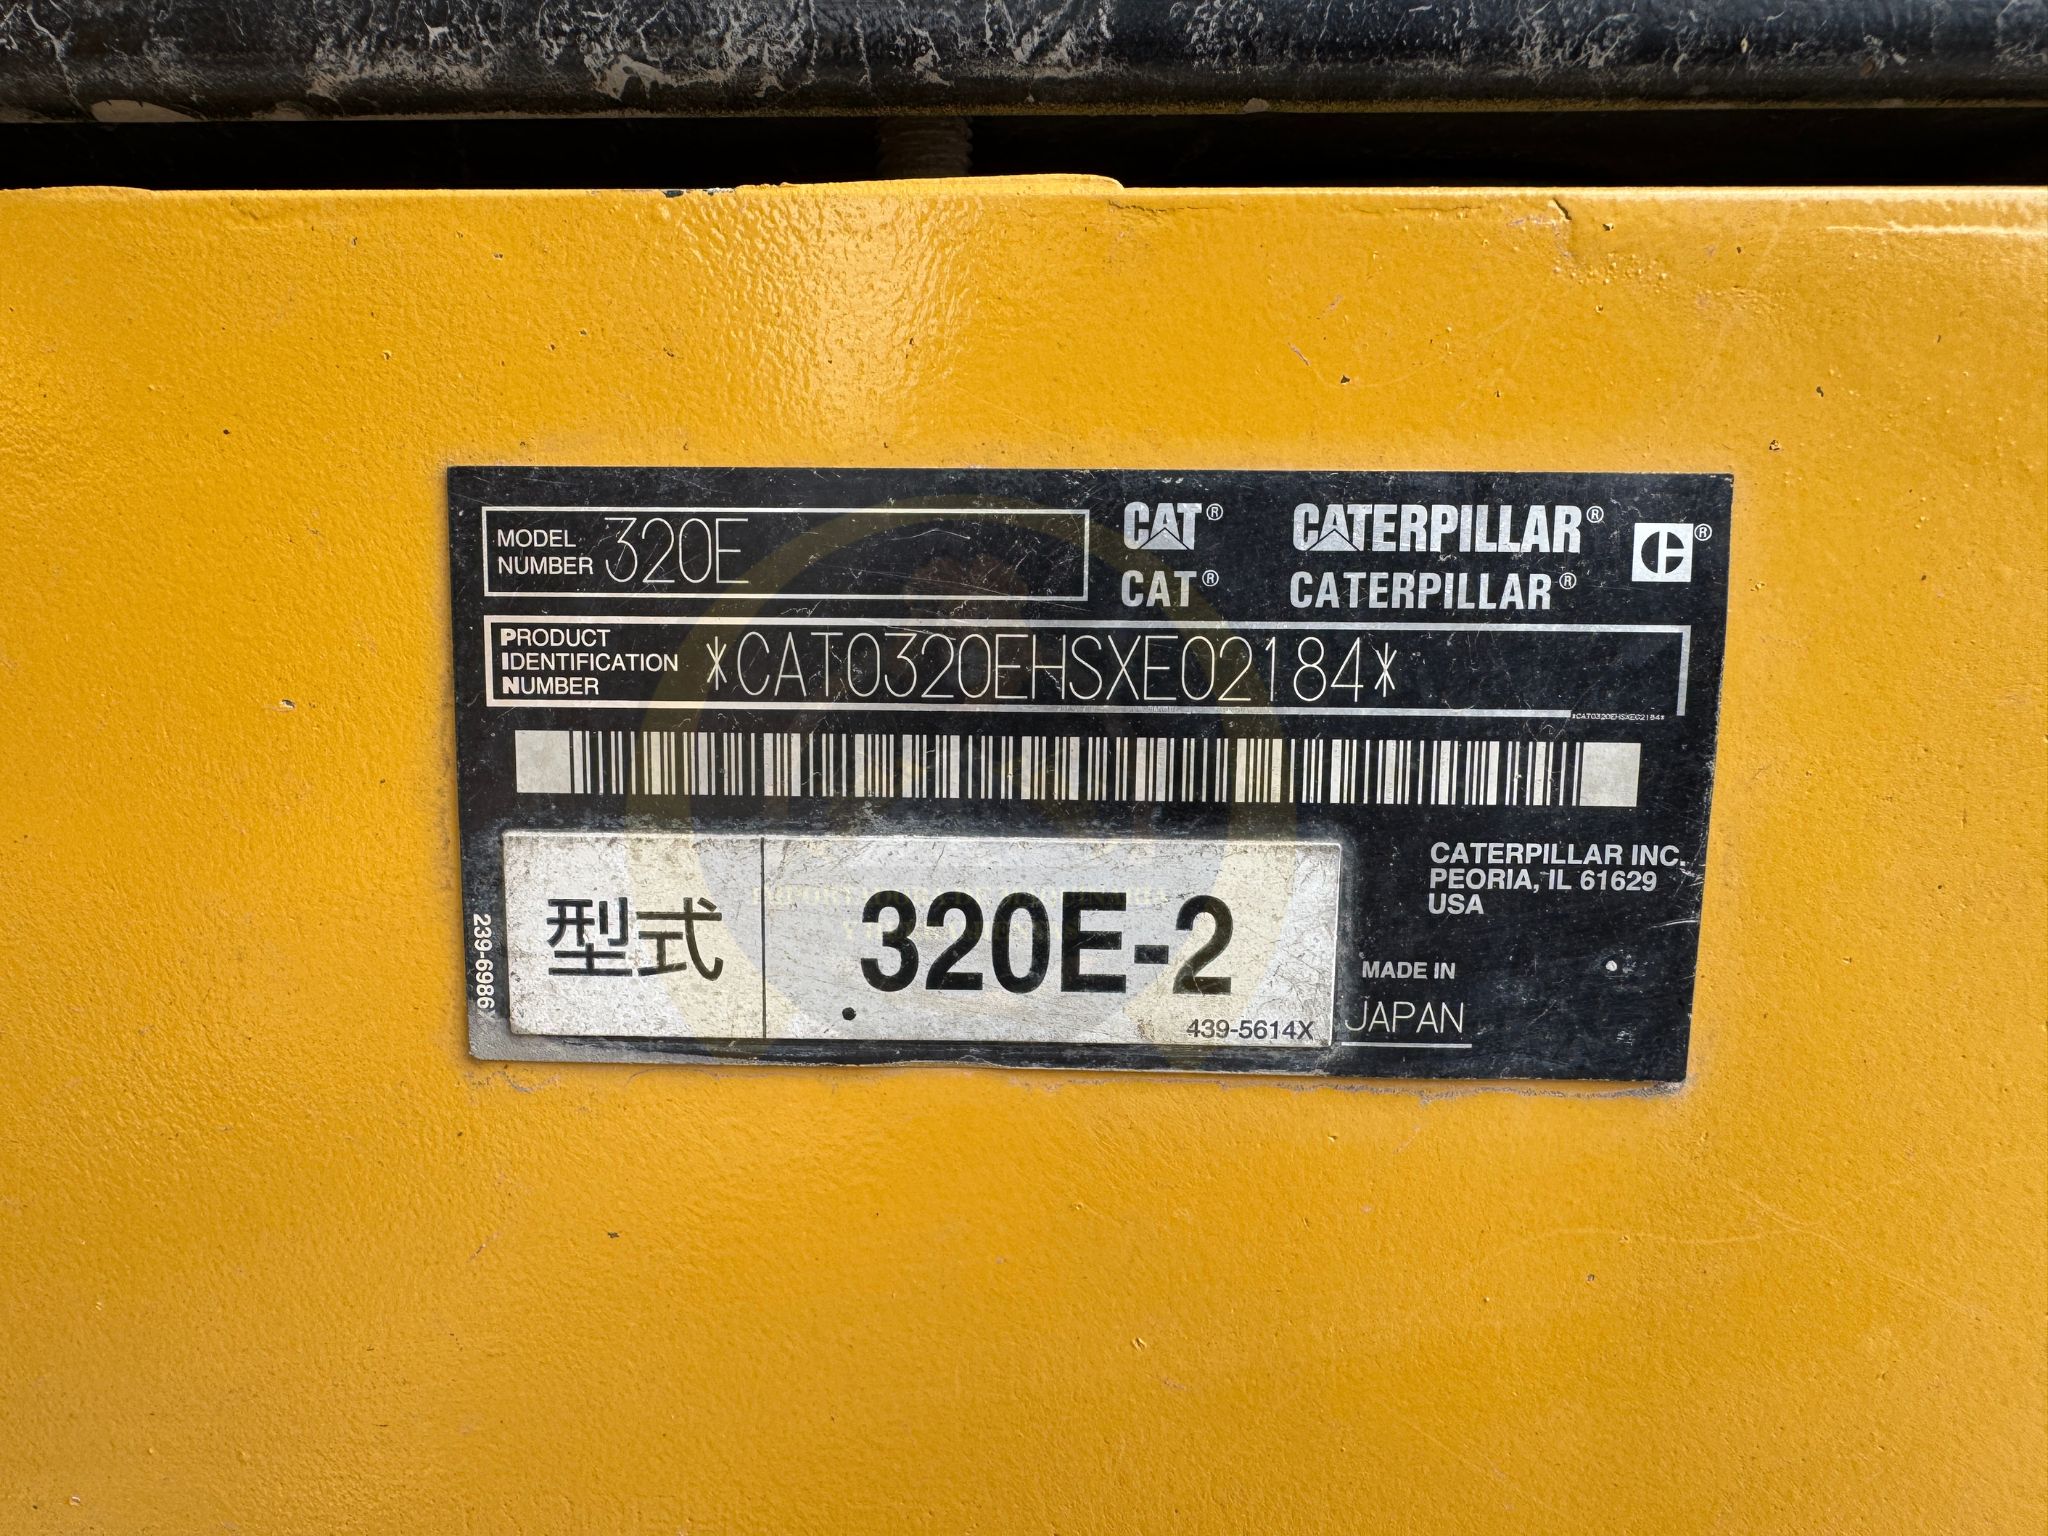 MODEL NUMBER 320E
CAT® CATERPILLAR® ®
CAT® CATERPILLAR®
PRODUCT IDENTIFICATION NUMBER *CAT0320EHSXE02184*
*CAT0320EHSXE02184*
型式 320E-2
439-5614X
239-6986
CATERPILLAR INC.
PEORIA, IL 61629
USA
MADE IN
JAPAN